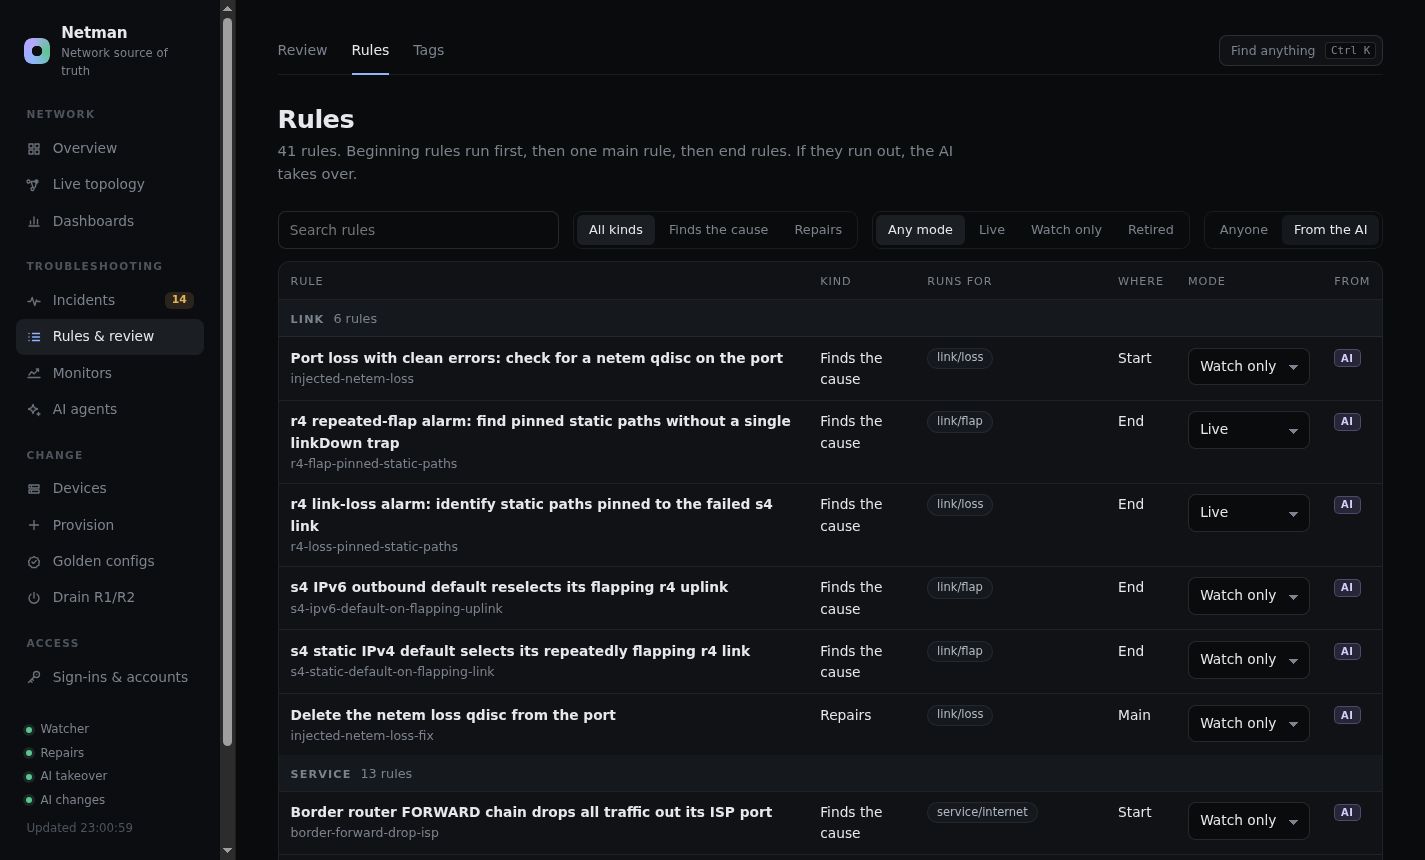 Netman
Network source of
truth
NETWORK
Overview
Live topology
Dashboards
TROUBLESHOOTING
Incidents 14
Rules & review
Monitors
AI agents
CHANGE
Devices
Provision
Golden configs
Drain R1/R2
ACCESS
Sign-ins & accounts
Watcher
Repairs
AI takeover
AI changes
Updated 23:00:59
Review Rules Tags
Find anything Ctrl K
Rules
41 rules. Beginning rules run first, then one main rule, then end rules. If they run out, the AI
takes over.
Search rules
All kinds Finds the cause Repairs
Any mode Live Watch only Retired
Anyone From the AI
RULE KIND RUNS FOR WHERE MODE FROM
LINK 6 rules
Port loss with clean errors: check for a netem qdisc on the port
injected-netem-loss
Finds the
cause
link/loss
Start
Watch only
AI
r4 repeated-flap alarm: find pinned static paths without a single
linkDown trap
r4-flap-pinned-static-paths
Finds the
cause
link/flap
End
Live
AI
r4 link-loss alarm: identify static paths pinned to the failed s4
link
r4-loss-pinned-static-paths
Finds the
cause
link/loss
End
Live
AI
s4 IPv6 outbound default reselects its flapping r4 uplink
s4-ipv6-default-on-flapping-uplink
Finds the
cause
link/flap
End
Watch only
AI
s4 static IPv4 default selects its repeatedly flapping r4 link
s4-static-default-on-flapping-link
Finds the
cause
link/flap
End
Watch only
AI
Delete the netem loss qdisc from the port
injected-netem-loss-fix
Repairs
link/loss
Main
Watch only
AI
SERVICE 13 rules
Border router FORWARD chain drops all traffic out its ISP port
border-forward-drop-isp
Finds the
cause
service/internet
Start
Watch only
AI